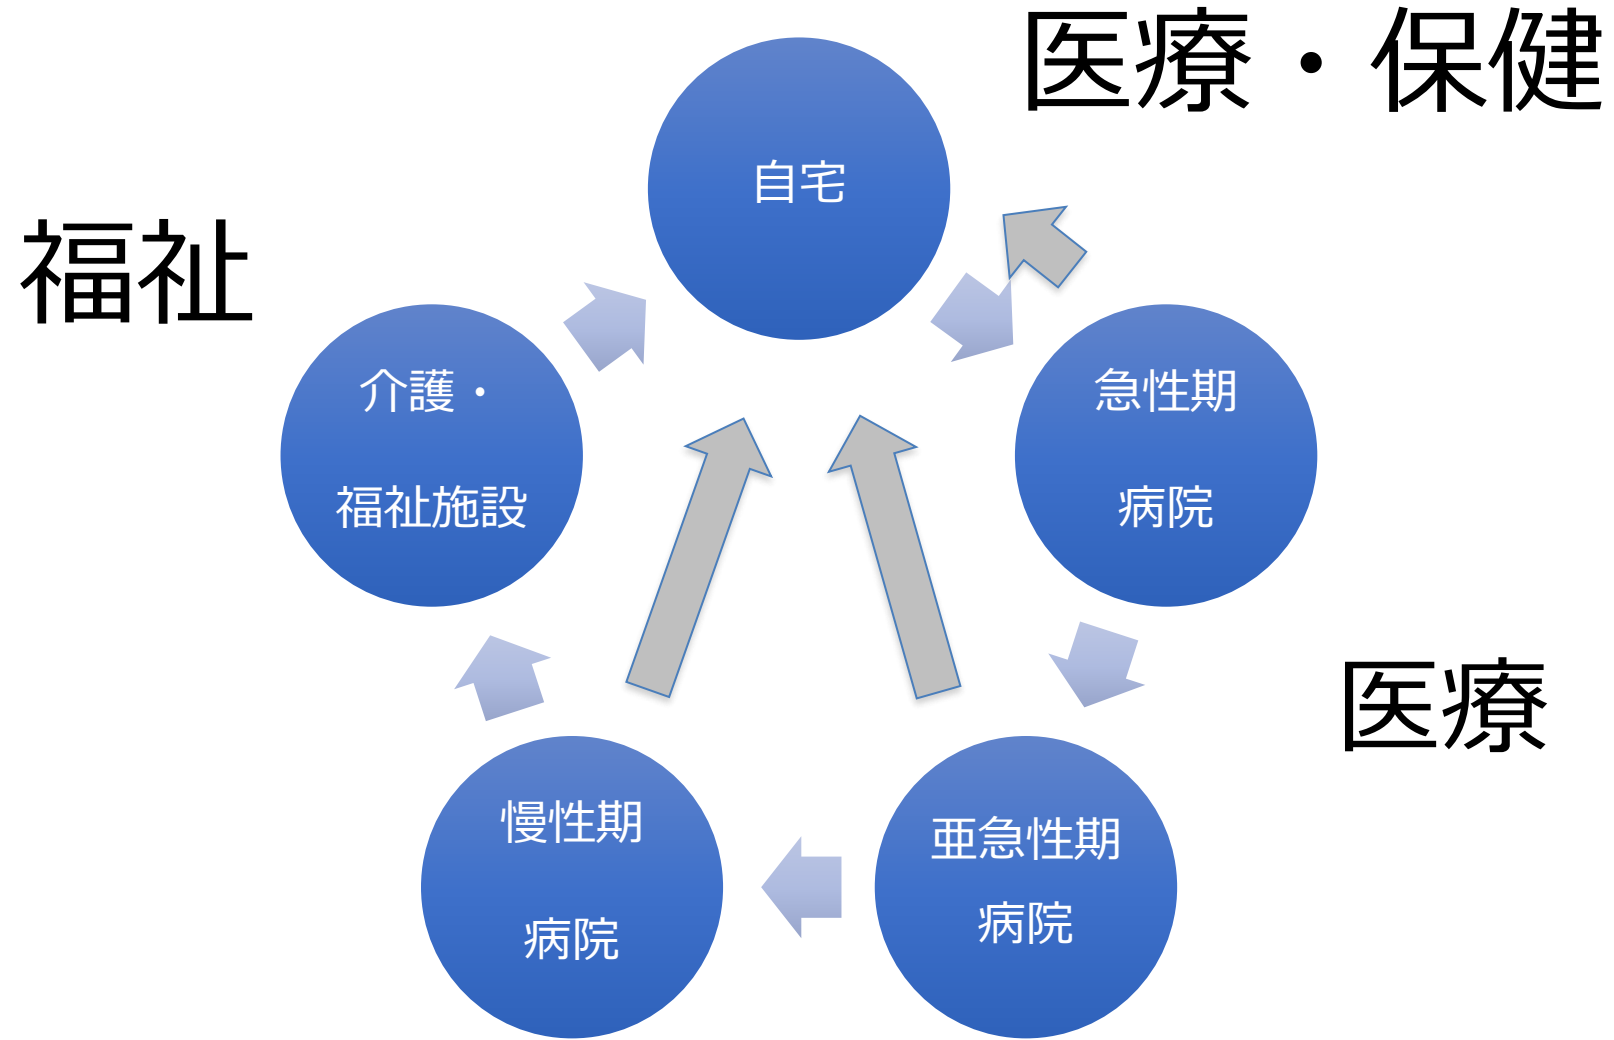 医療・保健
自宅
福祉
介護・
福祉施設
急性期
病院
医療
慢性期
病院
亜急性期
病院